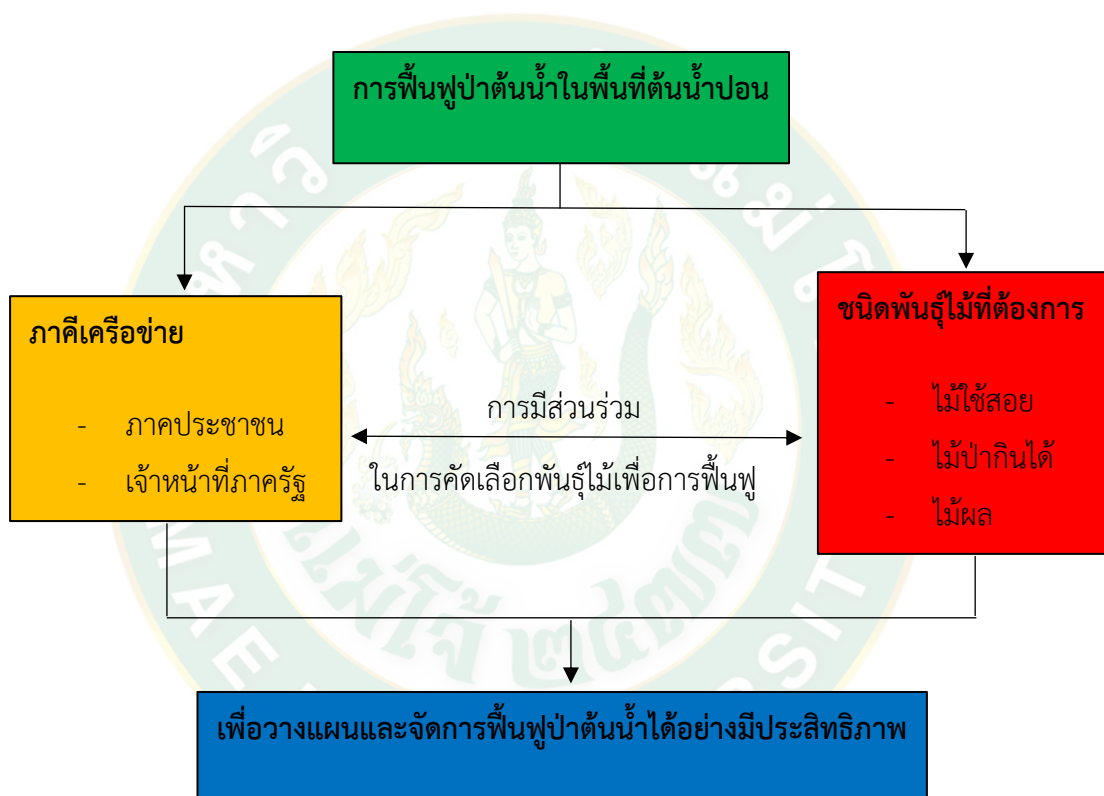 การฟื้นฟูป่าต้นน้ำในพื้นที่ต้นน้ำปอน
ภาคีเครือข่าย
- ภาคประชาชน
- เจ้าหน้าที่ภาครัฐ
การมีส่วนร่วม
ในการคัดเลือกพันธุ์ไม้เพื่อการฟื้นฟู
ชนิดพันธุ์ไม้ที่ต้องการ
- ไม้ใช้สอย
- ไม้ป่ากินได้
- ไม้ผล
เพื่อวางแผนและจัดการฟื้นฟูป่าต้นน้ำได้อย่างมีประสิทธิภาพ